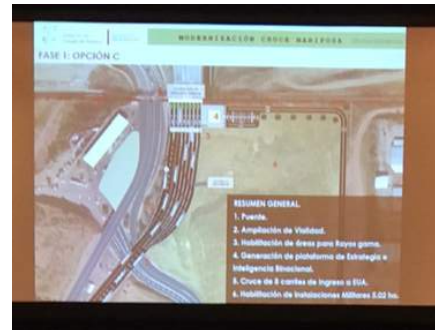 MODERNIZACIÓN CRUCE MARIPOSA
FASE 1: OPCIÓN C
4
RESUMEN GENERAL.
1. Puente.
2. Ampliación de Vialidad.
3. Habilitación de áreas para Rayos gama.
4. Generación de plataforma de Estrategia e
Inteligencia Binacional.
5. Cruce de 8 carriles de ingreso a EUA.
6. Habilitación de Instalaciones Militares 5.02 ha.